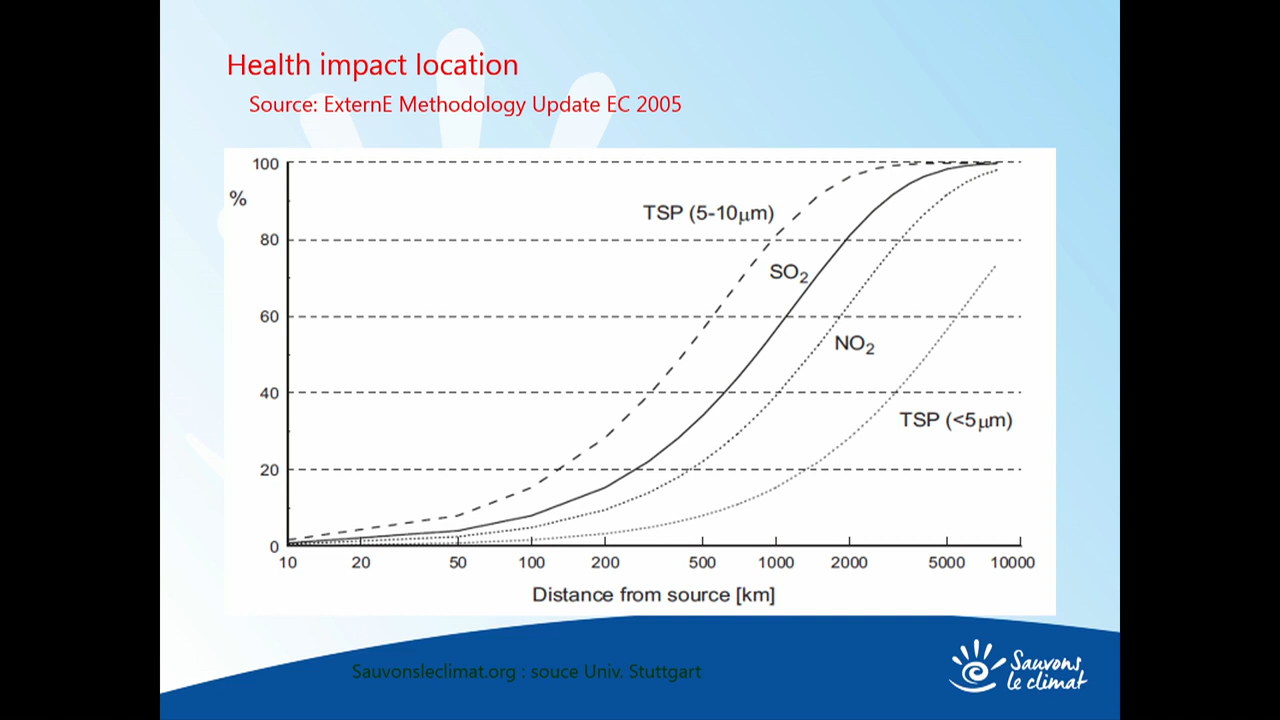 Health impact location
Source: ExternE Methodology Update EC 2005
100
%
TSP (5-10μm)
80
SO2
60
NO2
40
TSP (<5μm)
20
0
10 20 50 100 200 500 1000 2000 5000 10000
Distance from source [km]
Sauvonsleclimat.org : souce Univ. Stuttgart
Sauvons
le climat